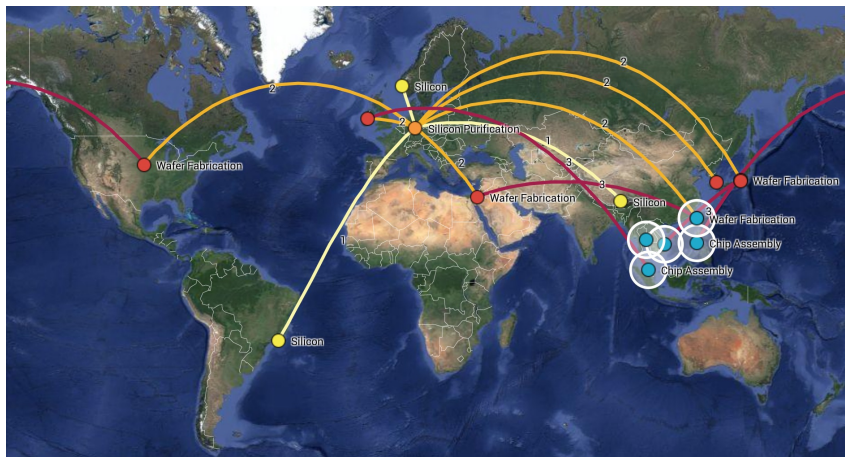 2
2
Silicon
2
2
2
Silicon Purification
1
3
2
Wafer Fabrication
Wafer Fabrication
3
Wafer Fabrication
Silicon
3
Wafer Fabrication
1
Chip Assembly
Chip Assembly
Silicon